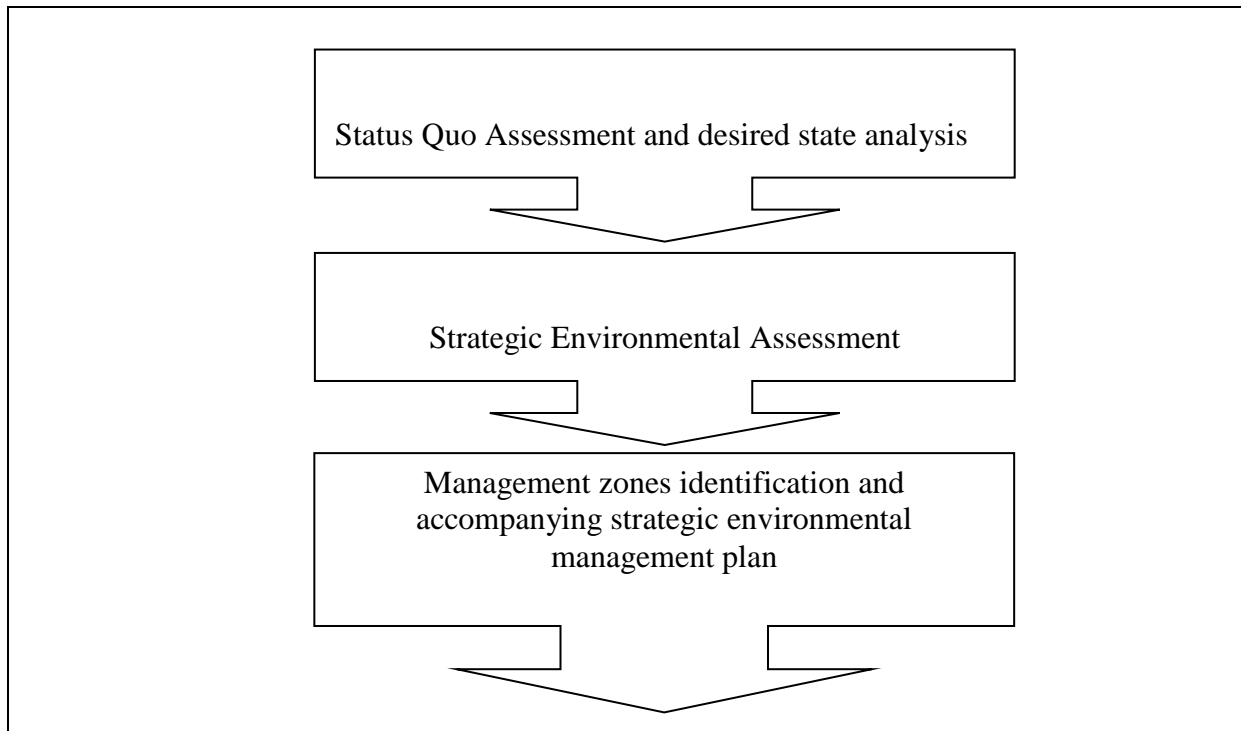 Status Quo Assessment and desired state analysis
Strategic Environmental Assessment
Management zones identification and
accompanying strategic environmental
management plan